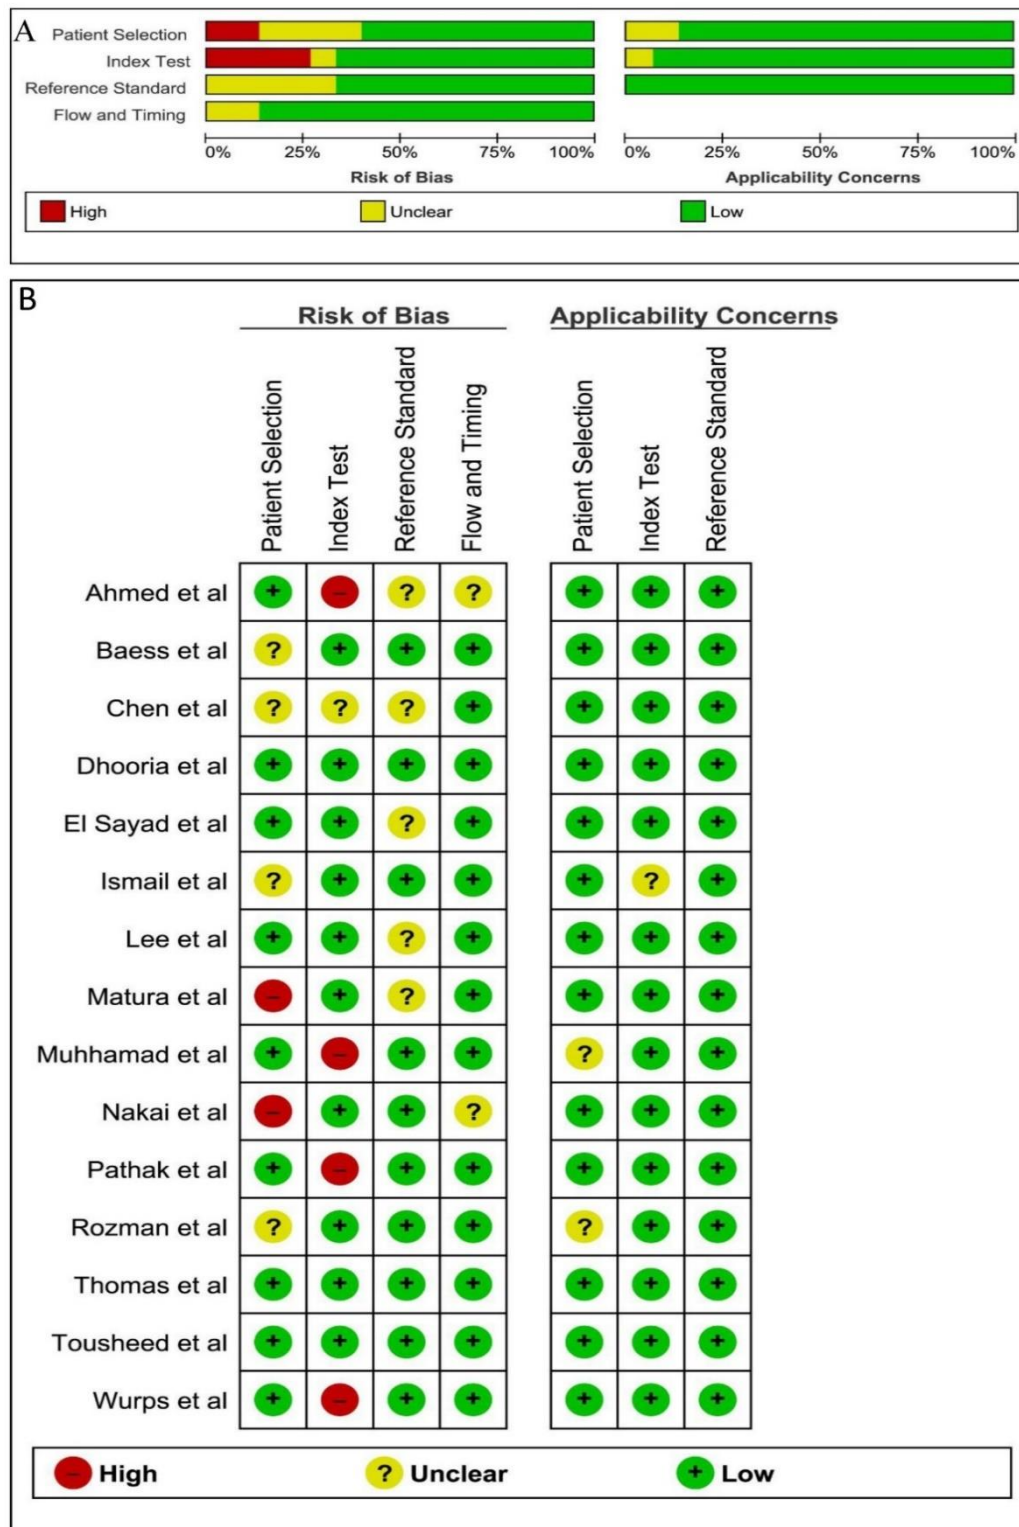 A
Patient Selection
Index Test
Reference Standard
Flow and Timing
0% 25% 50% 75% 100% 0% 25% 50% 75% 100%
Risk of Bias Applicability Concerns
High Unclear Low
B
Risk of Bias Applicability Concerns
Patient Selection
Index Test
Reference Standard
Flow and Timing
Patient Selection
Index Test
Reference Standard
Ahmed et al + – ? ? + + +
Baess et al ? + + + + + +
Chen et al ? ? ? + + + +
Dhooria et al + + + + + + +
El Sayad et al + + ? + + + +
Ismail et al ? + + + + ? +
Lee et al + + ? + + + +
Matura et al – + ? + + + +
Muhhamad et al + – + + ? + +
Nakai et al – + + ? + + +
Pathak et al + – + + + + +
Rozman et al ? + + + ? + +
Thomas et al + + + + + + +
Tousheed et al + + + + + + +
Wurps et al + – + + + + +
– High ? Unclear + Low